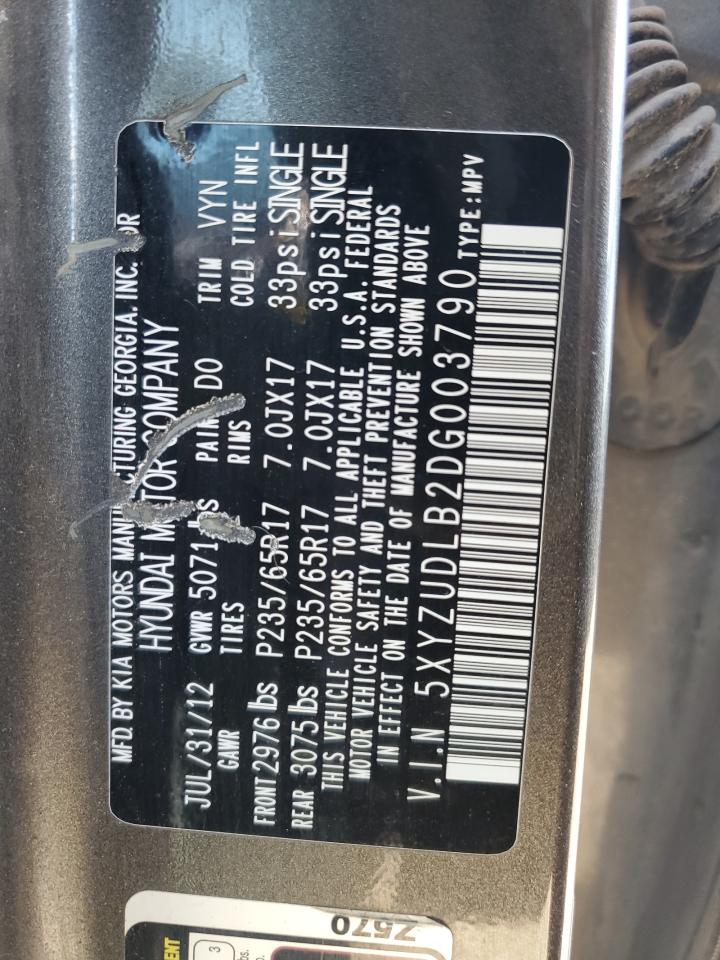 MFD. BY KIA MOTORS MANUFACTURING GEORGIA, INC. FOR
HYUNDAI MOTOR COMPANY
JUL/31/12 GVWR 5071 lbs PAINT DO TRIM VYN
GAWR TIRES RIMS COLD TIRE INFL
FRONT 2976 lbs P235/65R17 7.0JX17 33psi SINGLE
REAR 3075 lbs P235/65R17 7.0JX17 33psi SINGLE
THIS VEHICLE CONFORMS TO ALL APPLICABLE U.S.A. FEDERAL
MOTOR VEHICLE SAFETY AND THEFT PREVENTION STANDARDS
IN EFFECT ON THE DATE OF MANUFACTURE SHOWN ABOVE
V.I.N 5XYZUDLB2DG003790 TYPE:MPV
Z570
3